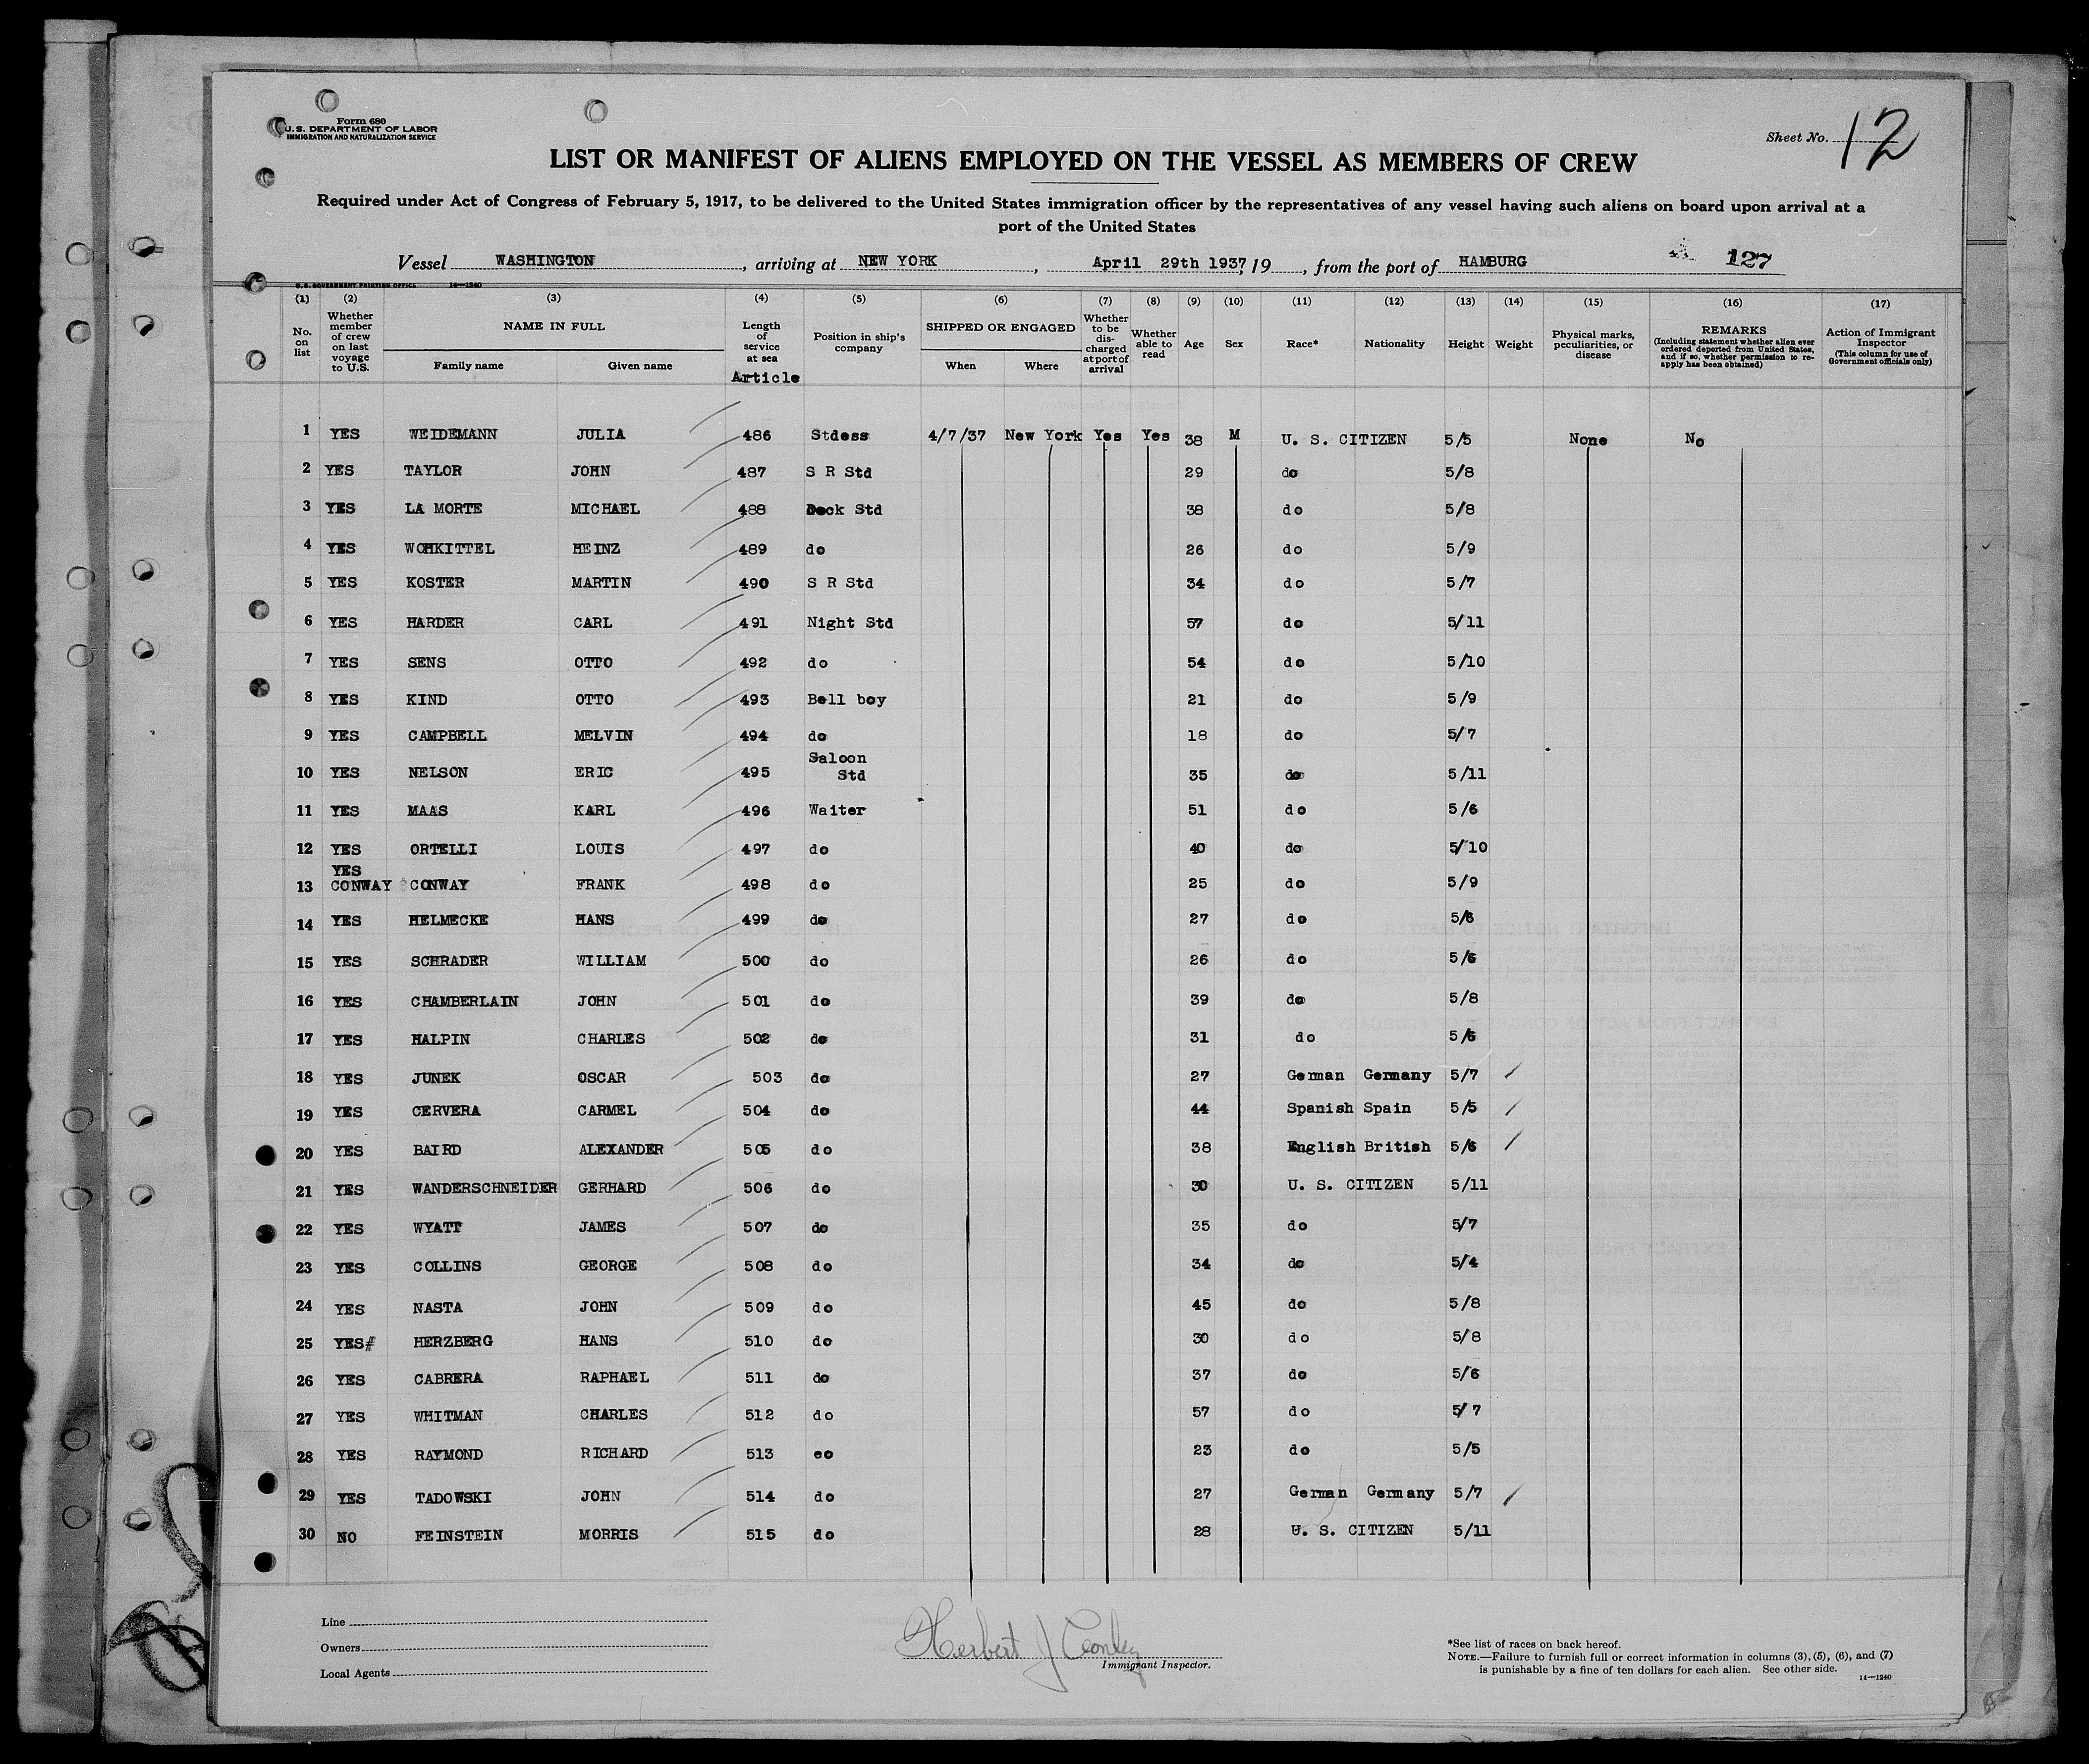 Form 680
U. S. DEPARTMENT OF LABOR
IMMIGRATION AND NATURALIZATION SERVICE
Sheet No. 12
LIST OR MANIFEST OF ALIENS EMPLOYED ON THE VESSEL AS MEMBERS OF CREW
Required under Act of Congress of February 5, 1917, to be delivered to the United States immigration officer by the representatives of any vessel having such aliens on board upon arrival at a
port of the United States
Vessel WASHINGTON, arriving at NEW YORK, April 29th 1937, 19, from the port of HAMBURG 127
U. S. GOVERNMENT PRINTING OFFICE 14—1240
(1) (2) (3) (4) (5) (6) (7) (8) (9) (10) (11) (12) (13) (14) (15) (16) (17)
No. on list
Whether member of crew on last voyage to U.S.
NAME IN FULL
Family name Given name
Length of service at sea
Article
Position in ship's company
SHIPPED OR ENGAGED
When Where
Whether to be discharged at port of arrival
Whether able to read
Age
Sex
Race*
Nationality
Height
Weight
Physical marks, peculiarities, or disease
REMARKS
(Including statement whether alien ever ordered deported from United States, and if so, whether permission to re-apply has been obtained)
Action of Immigrant Inspector
(This column for use of Government officials only)
1 YES WEIDEMANN JULIA 486 Stdess 4/7/37 New York Yes Yes 38 M U. S. CITIZEN 5/5 None No
2 YES TAYLOR JOHN 487 S R Std 29 do 5/8
3 YES LA MORTE MICHAEL 488 Deck Std 38 do 5/8
4 YES WOHKITTEL HEINZ 489 do 26 do 5/9
5 YES KOSTER MARTIN 490 S R Std 34 do 5/7
6 YES HARDER CARL 491 Night Std 57 do 5/11
7 YES SENS OTTO 492 do 54 do 5/10
8 YES KIND OTTO 493 Bell boy 21 do 5/9
9 YES CAMPBELL MELVIN 494 do 18 do 5/7
10 YES NELSON ERIC 495 Saloon Std 35 do 5/11
11 YES MAAS KARL 496 Waiter 51 do 5/6
12 YES ORTELLI LOUIS 497 do 40 do 5/10
YES
13 CONWAY CONWAY FRANK 498 do 25 do 5/9
14 YES HELMECKE HANS 499 do 27 do 5/6
15 YES SCHRADER WILLIAM 500 do 26 do 5/6
16 YES CHAMBERLAIN JOHN 501 do 39 do 5/8
17 YES HALPIN CHARLES 502 do 31 do 5/6
18 YES JUNEK OSCAR 503 do 27 German Germany 5/7
19 YES CERVERA CARMEL 504 do 44 Spanish Spain 5/5
20 YES BAIRD ALEXANDER 505 do 38 English British 5/6
21 YES WANDERSCHNEIDER GERHARD 506 do 30 U. S. CITIZEN 5/11
22 YES WYATT JAMES 507 do 35 do 5/7
23 YES COLLINS GEORGE 508 do 34 do 5/4
24 YES NASTA JOHN 509 do 45 do 5/8
25 YES# HERZBERG HANS 510 do 30 do 5/8
26 YES CABRERA RAPHAEL 511 do 37 do 5/6
27 YES WHITMAN CHARLES 512 do 57 do 5/7
28 YES RAYMOND RICHARD 513 eo 23 do 5/5
29 YES TADOWSKI JOHN 514 do 27 German Germany 5/7
30 NO FEINSTEIN MORRIS 515 do 28 U. S. CITIZEN 5/11
Line
Owners
Local Agents
Herbert J Conley
Immigrant Inspector.
*See list of races on back hereof.
NOTE.—Failure to furnish full or correct information in columns (3), (5), (6), and (7)
is punishable by a fine of ten dollars for each alien. See other side.
14—1240